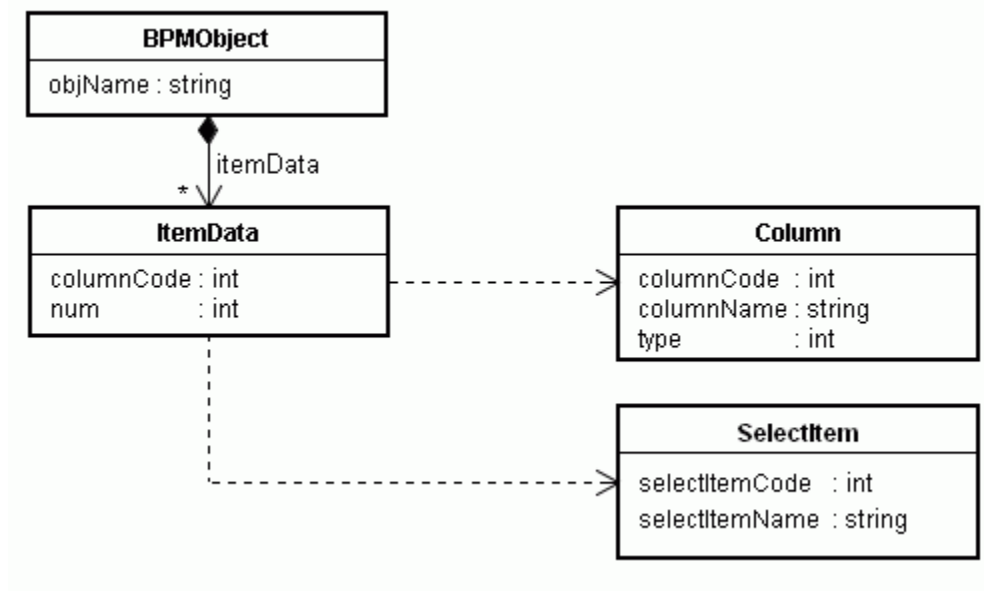 BPMObject
objName : string
itemData
*
ItemData
columnCode : int
num : int
Column
columnCode : int
columnName : string
type : int
SelectItem
selectItemCode : int
selectItemName : string